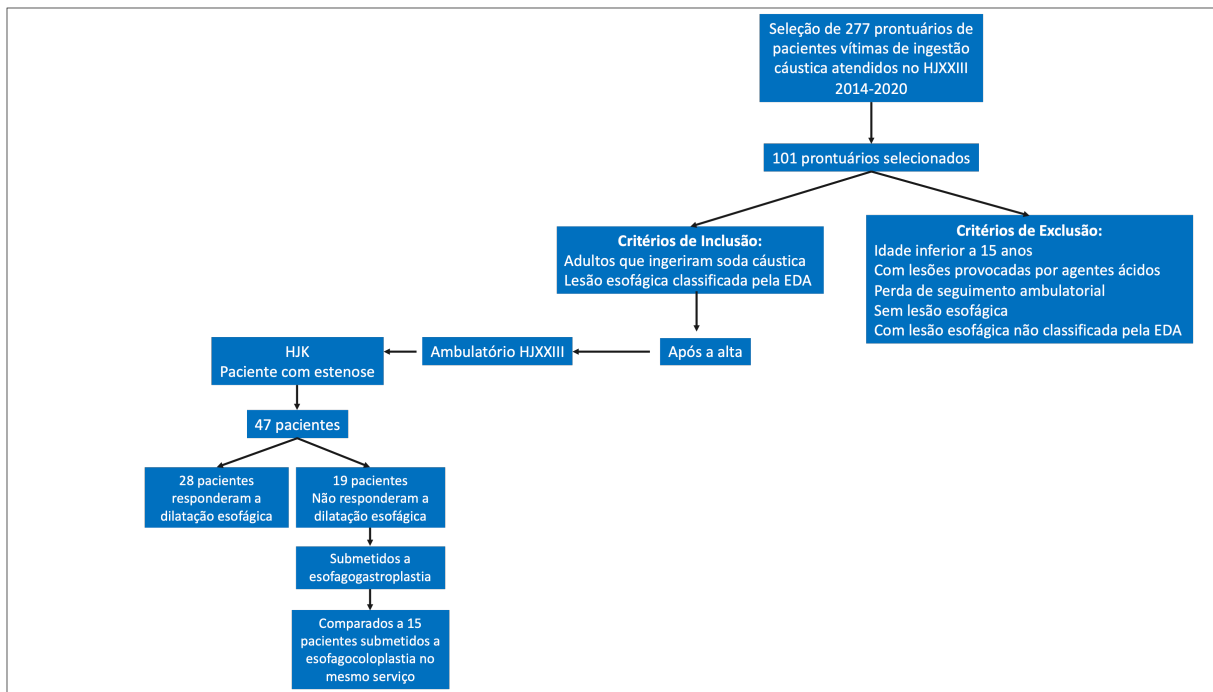 Seleção de 277 prontuários de
pacientes vítimas de ingestão
cáustica atendidos no HJXXIII
2014-2020
101 prontuários selecionados
Critérios de Inclusão:
Adultos que ingeriram soda cáustica
Lesão esofágica classificada pela EDA
Critérios de Exclusão:
Idade inferior a 15 anos
Com lesões provocadas por agentes ácidos
Perda de seguimento ambulatorial
Sem lesão esofágica
Com lesão esofágica não classificada pela EDA
Após a alta
Ambulatório HJXXIII
HJK
Paciente com estenose
47 pacientes
28 pacientes
responderam a
dilatação esofágica
19 pacientes
Não responderam a
dilatação esofágica
Submetidos a
esofagogastroplastia
Comparados a 15
pacientes submetidos a
esofagocoloplastia no
mesmo serviço